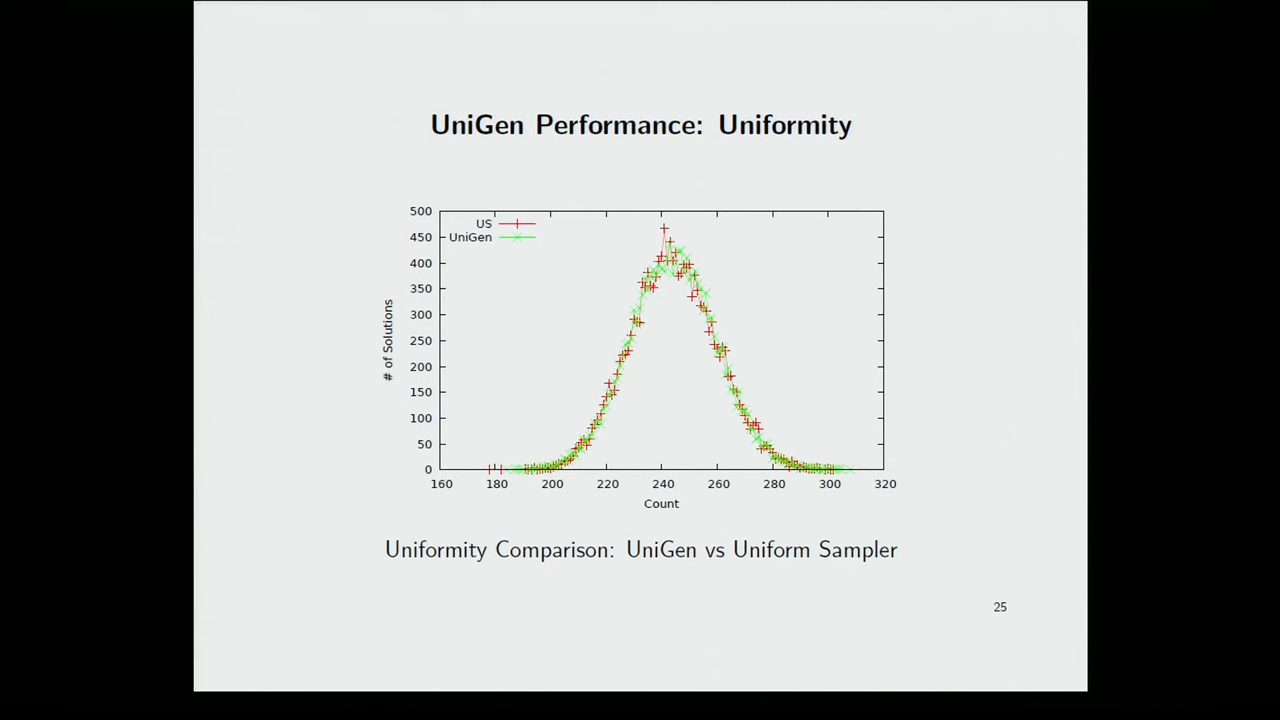 UniGen Performance: Uniformity
500
450
400
350
300
250
200
150
100
50
0
US
UniGen
# of Solutions
160 180 200 220 240 260 280 300 320
Count
Uniformity Comparison: UniGen vs Uniform Sampler
25